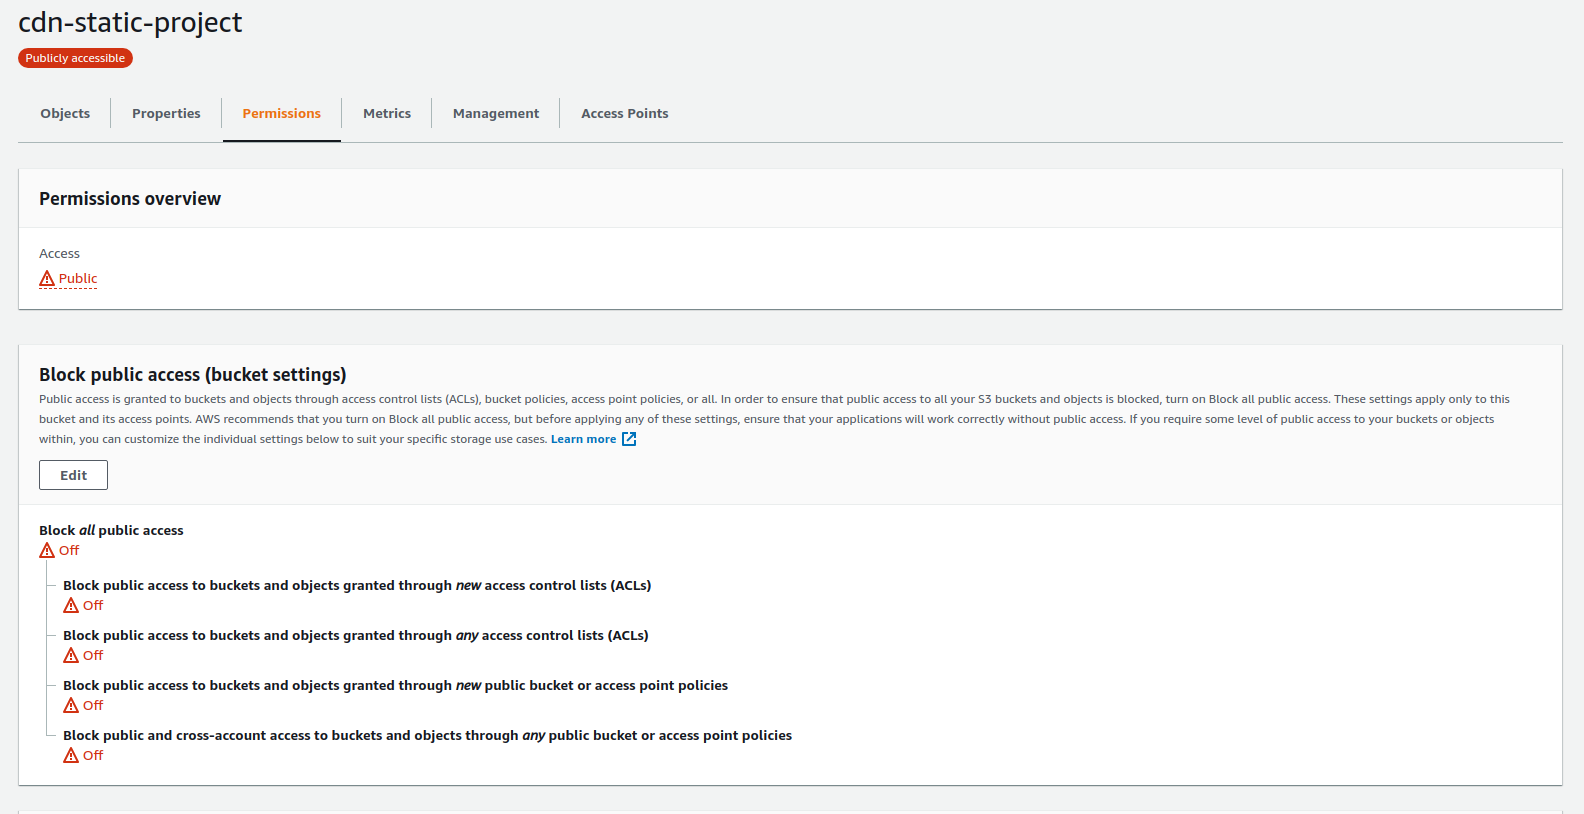 cdn-static-project
Publicly accessible
Objects
Properties
Permissions
Metrics
Management
Access Points
Permissions overview
Access
Public
Block public access (bucket settings)
Public access is granted to buckets and objects through access control lists (ACLs), bucket policies, access point policies, or all. In order to ensure that public access to all your S3 buckets and objects is blocked, turn on Block all public access. These settings apply only to this
bucket and its access points. AWS recommends that you turn on Block all public access, but before applying any of these settings, ensure that your applications will work correctly without public access. If you require some level of public access to your buckets or objects
within, you can customize the individual settings below to suit your specific storage use cases. Learn more
Edit
Block all public access
Off
Block public access to buckets and objects granted through new access control lists (ACLs)
Off
Block public access to buckets and objects granted through any access control lists (ACLs)
Off
Block public access to buckets and objects granted through new public bucket or access point policies
Off
Block public and cross-account access to buckets and objects through any public bucket or access point policies
Off